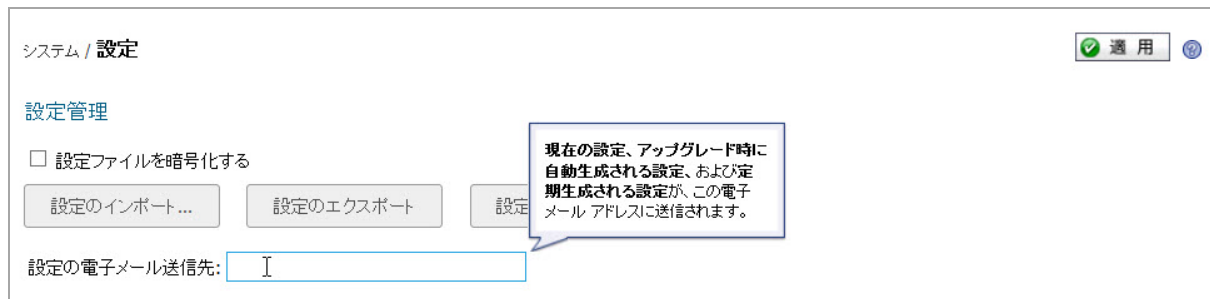 システム / 設定
適 用
設定管理
設定ファイルを暗号化する
設定のインポート...
設定のエクスポート
設定
現在の設定、アップグレード時に
自動生成される設定、および定
期生成される設定が、この電子
メール アドレスに送信されます。
設定の電子メール送信先: